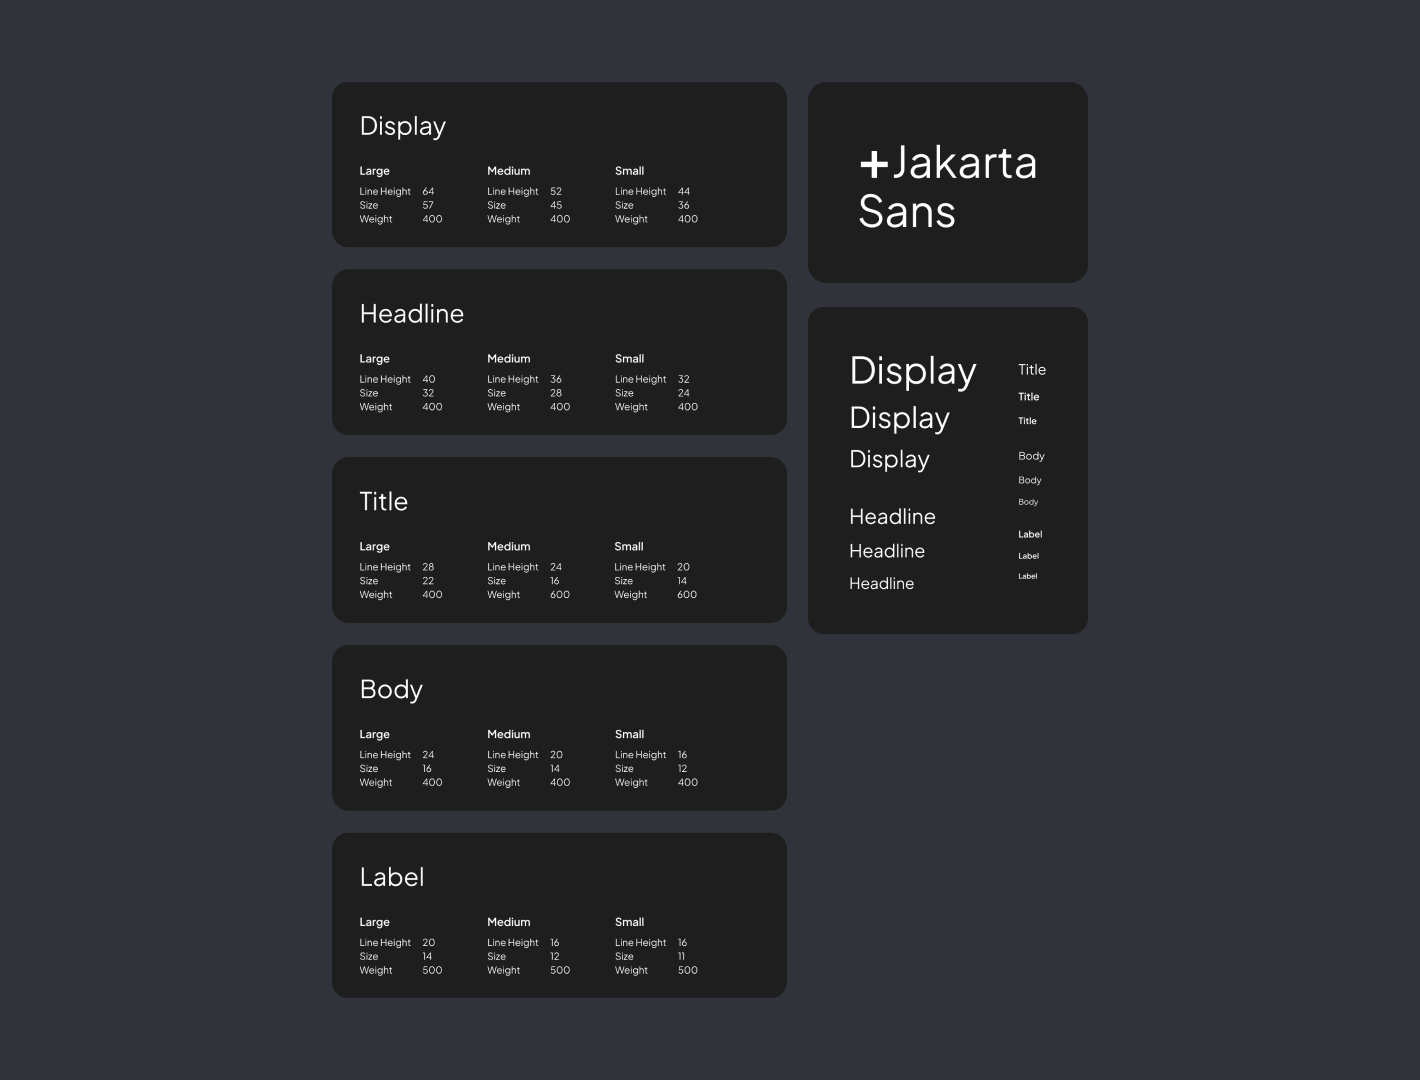 Display
Large Medium Small
Line Height 64 Line Height 52 Line Height 44
Size 57 Size 45 Size 36
Weight 400 Weight 400 Weight 400
Headline
Large Medium Small
Line Height 40 Line Height 36 Line Height 32
Size 32 Size 28 Size 24
Weight 400 Weight 400 Weight 400
Title
Large Medium Small
Line Height 28 Line Height 24 Line Height 20
Size 22 Size 16 Size 14
Weight 400 Weight 600 Weight 600
Body
Large Medium Small
Line Height 24 Line Height 20 Line Height 16
Size 16 Size 14 Size 12
Weight 400 Weight 400 Weight 400
Label
Large Medium Small
Line Height 20 Line Height 16 Line Height 16
Size 14 Size 12 Size 11
Weight 500 Weight 500 Weight 500
+Jakarta
Sans
Display
Display
Display
Headline
Headline
Headline
Title
Title
Title
Body
Body
Body
Label
Label
Label